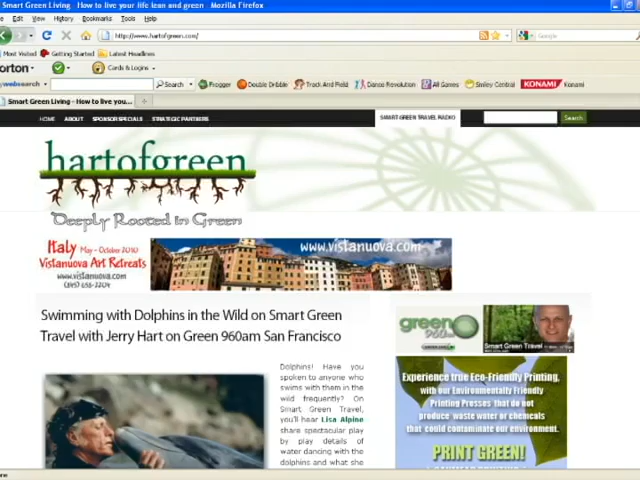 Smart Green Living - How to live your life lean and green - Mozilla Firefox
Edit View History Bookmarks Tools Help
http://www.hartofgreen.com/
Google
Most Visited Getting Started Latest Headlines
orton Cards & Logins
websearch Search Frogger Double Dribble Track And Field Dance Revolution All Games Smiley Central KONAMI Konami
Smart Green Living - How to live you...
HOME ABOUT SPONSOR SPECIALS STRATEGIC PARTNERS SMART GREEN TRAVEL RADIO Search
hartofgreen
Deeply Rooted in Green
Italy May - October 2010
Vistanuova Art Retreats
www.vistanuova.com
www.vistanuova.com
Swimming with Dolphins in the Wild on Smart Green
Travel with Jerry Hart on Green 960am San Francisco
green
960am
Smart Green Travel
Dolphins! Have you
spoken to anyone who
swims with them in the
wild frequently? On
Smart Green Travel,
you'll hear Lisa Alpine
share spectacular play
by play details of
water dancing with the
dolphins and what she
Experience true Eco-Friendly Printing,
with our Environmentally Friendly
Printing Presses that do not
produce waste water or chemicals
that could contaminate our environment.
PRINT GREEN!